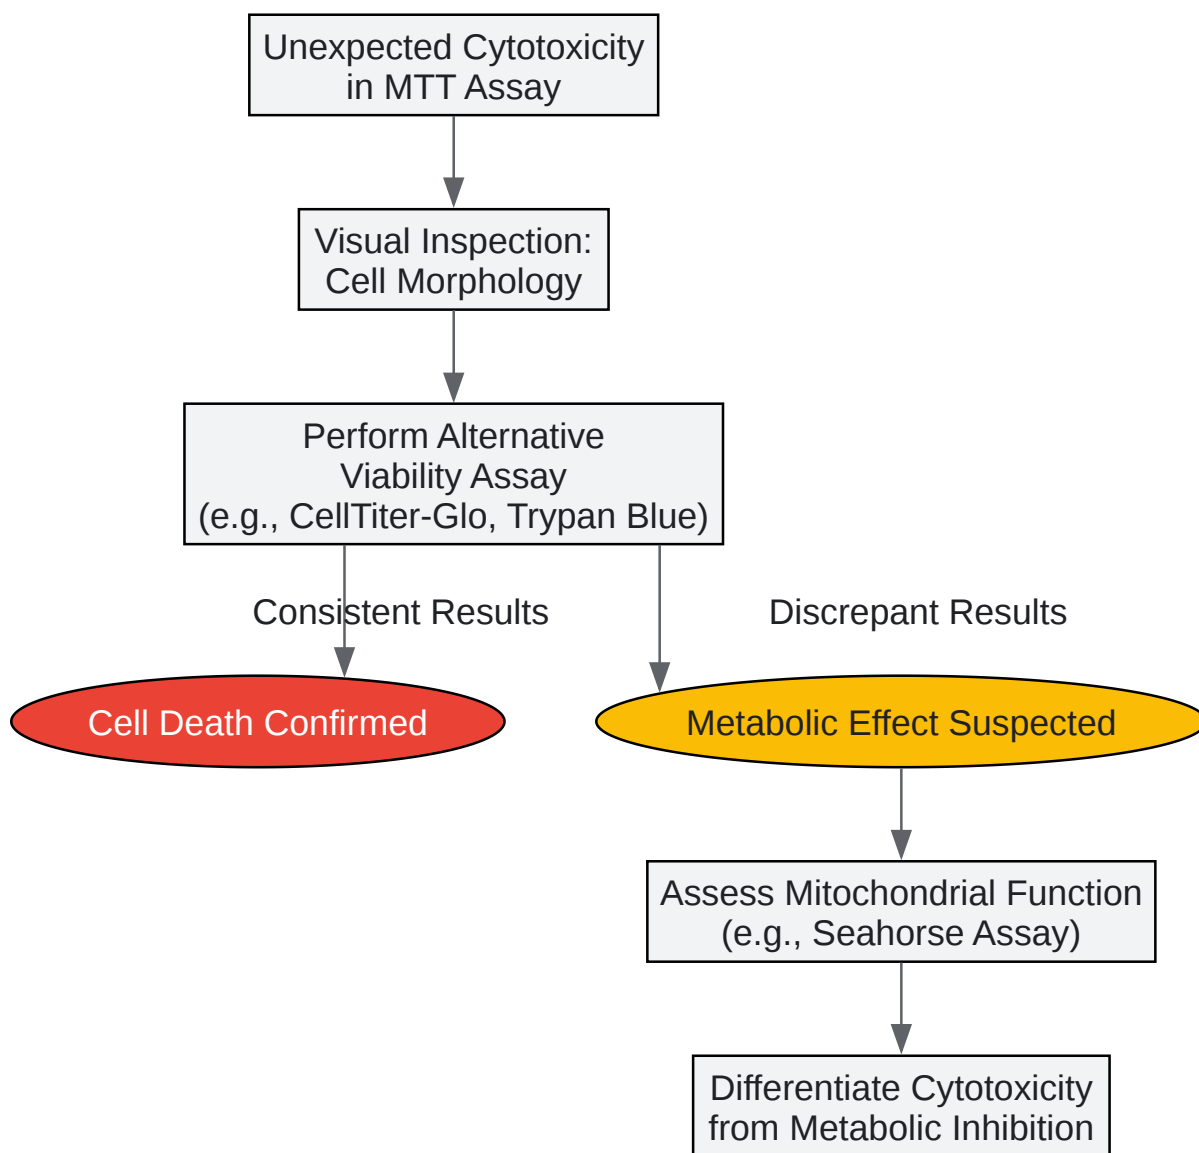 Unexpected Cytotoxicity
in MTT Assay
Visual Inspection:
Cell Morphology
Perform Alternative
Viability Assay
(e.g., CellTiter-Glo, Trypan Blue)
Consistent Results
Discrepant Results
Cell Death Confirmed
Metabolic Effect Suspected
Assess Mitochondrial Function
(e.g., Seahorse Assay)
Differentiate Cytotoxicity
from Metabolic Inhibition